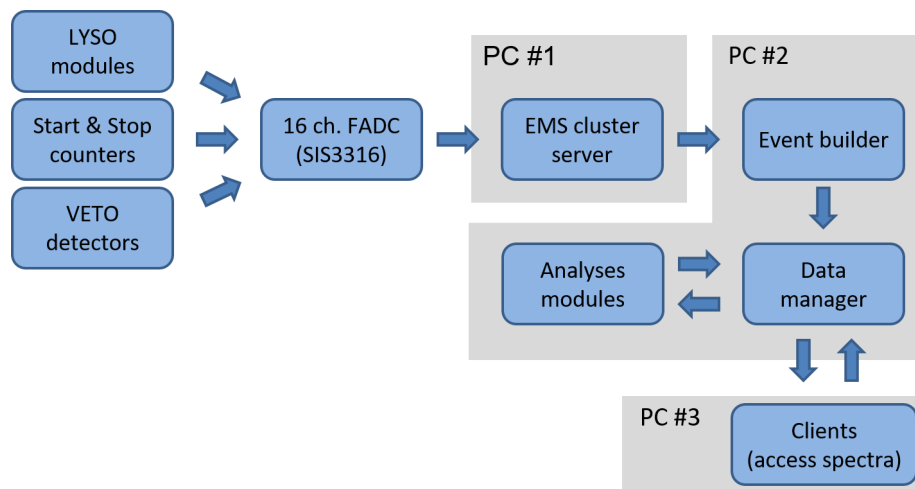 LYSO
modules
Start & Stop
counters
VETO
detectors
16 ch. FADC
(SIS3316)
PC #1
EMS cluster
server
PC #2
Event builder
Analyses
modules
Data
manager
PC #3
Clients
(access spectra)